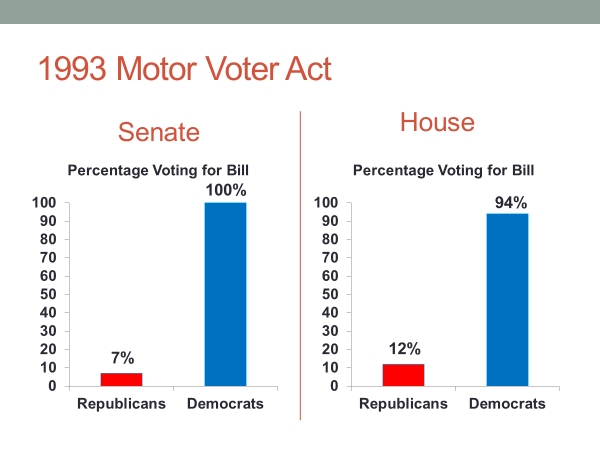 1993 Motor Voter Act
Senate
Percentage Voting for Bill
100%
100
90
80
70
60
50
40
30
20
10
0
7%
Republicans
Democrats
House
Percentage Voting for Bill
94%
100
90
80
70
60
50
40
30
20
10
0
12%
Republicans
Democrats